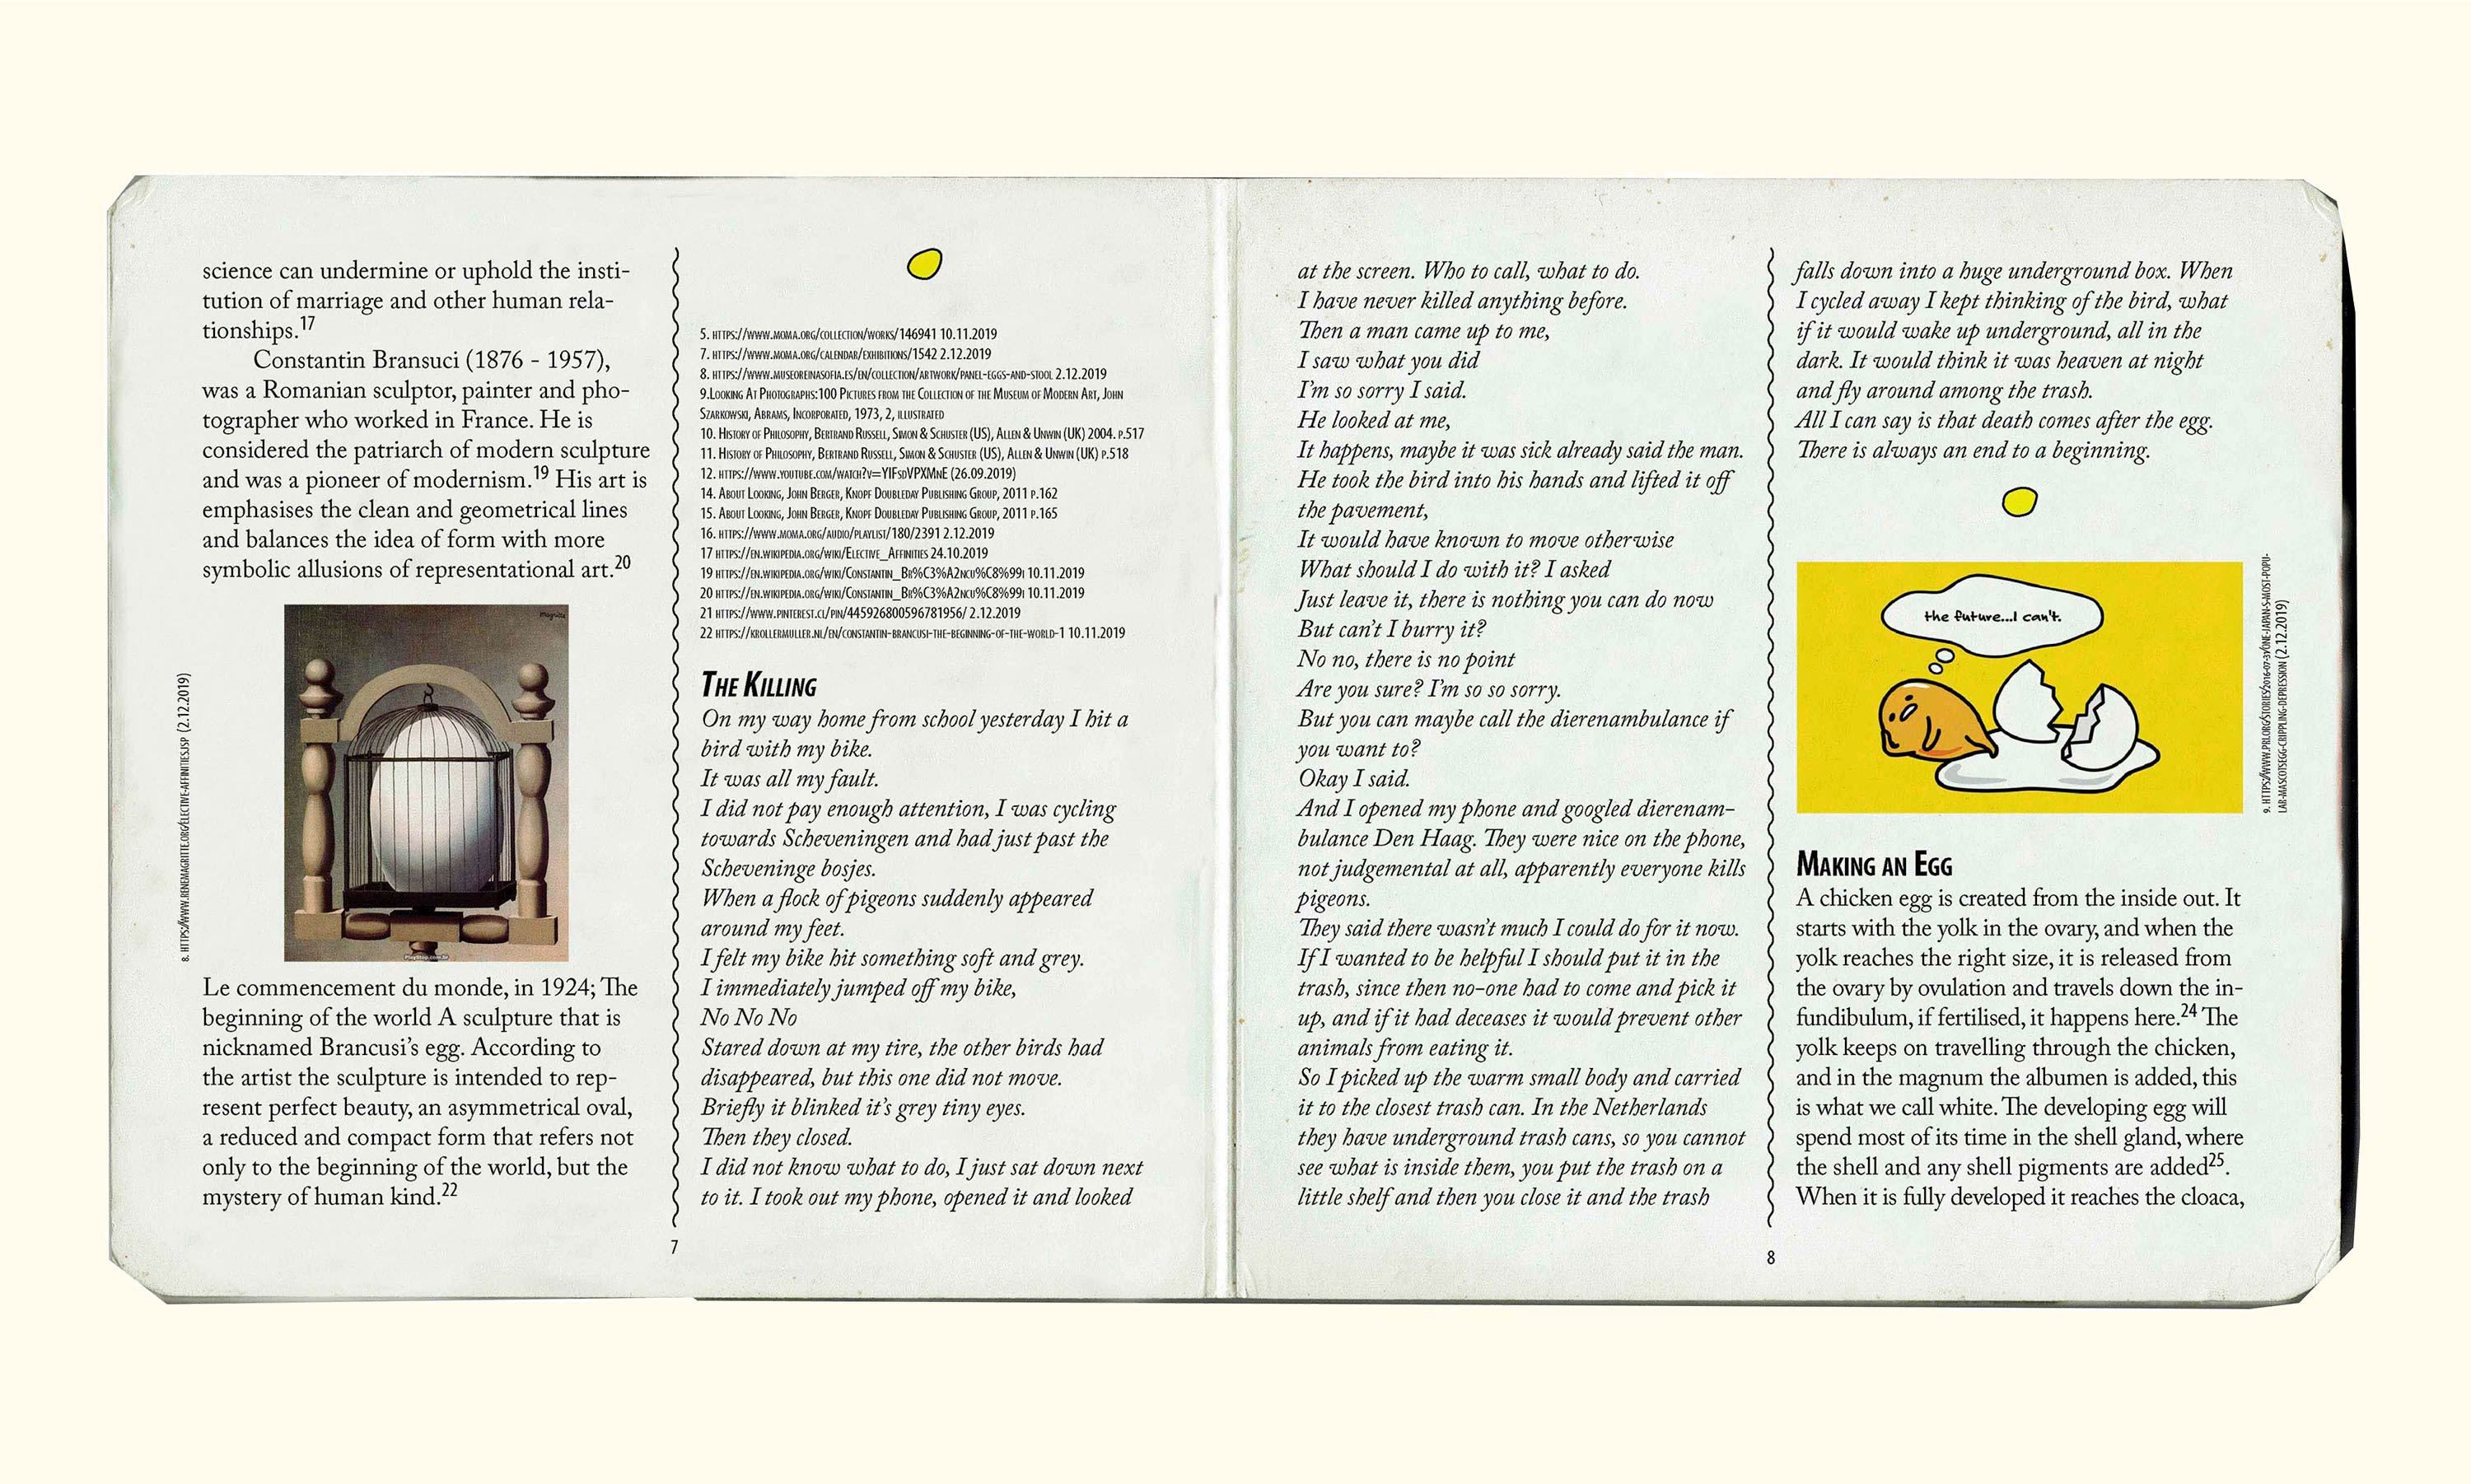 science can undermine or uphold the insti-
tution of marriage and other human rela-
tionships.17
Constantin Bransuci (1876 - 1957),
was a Romanian sculptor, painter and pho-
tographer who worked in France. He is
considered the patriarch of modern sculpture
and was a pioneer of modernism.19 His art is
emphasises the clean and geometrical lines
and balances the idea of form with more
symbolic allusions of representational art.20
Magritte
PlayStop.com.br
8. HTTPS://WWW.RENEMAGRITTE.ORG/ELECTIVE-AFFINITIES.JSP (2.12.2019)
Le commencement du monde, in 1924; The
beginning of the world A sculpture that is
nicknamed Brancusi's egg. According to
the artist the sculpture is intended to rep-
resent perfect beauty, an asymmetrical oval,
a reduced and compact form that refers not
only to the beginning of the world, but the
mystery of human kind.22
5. HTTPS://WWW.MOMA.ORG/COLLECTION/WORKS/146941 10.11.2019
7. HTTPS://WWW.MOMA.ORG/CALENDAR/EXHIBITIONS/1542 2.12.2019
8. HTTPS://WWW.MUSEOREINASOFIA.ES/EN/COLLECTION/ARTWORK/PANEL-EGGS-AND-STOOL 2.12.2019
9.LOOKING AT PHOTOGRAPHS:100 PICTURES FROM THE COLLECTION OF THE MUSEUM OF MODERN ART, JOHN
SZARKOWSKI, ABRAMS, INCORPORATED, 1973, 2, ILLUSTRATED
10. HISTORY OF PHILOSOPHY, BERTRAND RUSSELL, SIMON & SCHUSTER (US), ALLEN & UNWIN (UK) 2004. P.517
11. HISTORY OF PHILOSOPHY, BERTRAND RUSSELL, SIMON & SCHUSTER (US), ALLEN & UNWIN (UK) P.518
12. HTTPS://WWW.YOUTUBE.COM/WATCH?V=YIFSDVPXMNE (26.09.2019)
14. ABOUT LOOKING, JOHN BERGER, KNOPF DOUBLEDAY PUBLISHING GROUP, 2011 P.162
15. ABOUT LOOKING, JOHN BERGER, KNOPF DOUBLEDAY PUBLISHING GROUP, 2011 P.165
16. HTTPS://WWW.MOMA.ORG/AUDIO/PLAYLIST/180/2391 2.12.2019
17 HTTPS://EN.WIKIPEDIA.ORG/WIKI/ELECTIVE_AFFINITIES 24.10.2019
19 HTTPS://EN.WIKIPEDIA.ORG/WIKI/CONSTANTIN_BR%C3%A2NCU%C8%99I 10.11.2019
20 HTTPS://EN.WIKIPEDIA.ORG/WIKI/CONSTANTIN_BR%C3%A2NCU%C8%99I 10.11.2019
21 HTTPS://WWW.PINTEREST.CL/PIN/445926800596781956/ 2.12.2019
22 HTTPS://KROLLERMULLER.NL/EN/CONSTANTIN-BRANCUSI-THE-BEGINNING-OF-THE-WORLD-1 10.11.2019
THE KILLING
On my way home from school yesterday I hit a
bird with my bike.
It was all my fault.
I did not pay enough attention, I was cycling
towards Scheveningen and had just past the
Scheveninge bosjes.
When a flock of pigeons suddenly appeared
around my feet.
I felt my bike hit something soft and grey.
I immediately jumped off my bike,
No No No
Stared down at my tire, the other birds had
disappeared, but this one did not move.
Briefly it blinked it's grey tiny eyes.
Then they closed.
I did not know what to do, I just sat down next
to it. I took out my phone, opened it and looked
7
at the screen. Who to call, what to do.
I have never killed anything before.
Then a man came up to me,
I saw what you did
I'm so sorry I said.
He looked at me,
It happens, maybe it was sick already said the man.
He took the bird into his hands and lifted it off
the pavement,
It would have known to move otherwise
What should I do with it? I asked
Just leave it, there is nothing you can do now
But can't I burry it?
No no, there is no point
Are you sure? I'm so so sorry.
But you can maybe call the dierenambulance if
you want to?
Okay I said.
And I opened my phone and googled dierenam-
bulance Den Haag. They were nice on the phone,
not judgemental at all, apparently everyone kills
pigeons.
They said there wasn't much I could do for it now.
If I wanted to be helpful I should put it in the
trash, since then no-one had to come and pick it
up, and if it had deceases it would prevent other
animals from eating it.
So I picked up the warm small body and carried
it to the closest trash can. In the Netherlands
they have underground trash cans, so you cannot
see what is inside them, you put the trash on a
little shelf and then you close it and the trash
falls down into a huge underground box. When
I cycled away I kept thinking of the bird, what
if it would wake up underground, all in the
dark. It would think it was heaven at night
and fly around among the trash.
All I can say is that death comes after the egg.
There is always an end to a beginning.
the future...I can't.
9. HTTPS://WWW.PRI.ORG/STORIES/2016-07-31/ONE-JAPAN-S-MOST-POPU-
LAR-MASCOTSEGG-CRIPPLING-DEPRESSION (2.12.2019)
MAKING AN EGG
A chicken egg is created from the inside out. It
starts with the yolk in the ovary, and when the
yolk reaches the right size, it is released from
the ovary by ovulation and travels down the in-
fundibulum, if fertilised, it happens here.24 The
yolk keeps on travelling through the chicken,
and in the magnum the albumen is added, this
is what we call white. The developing egg will
spend most of its time in the shell gland, where
the shell and any shell pigments are added25.
When it is fully developed it reaches the cloaca,
8